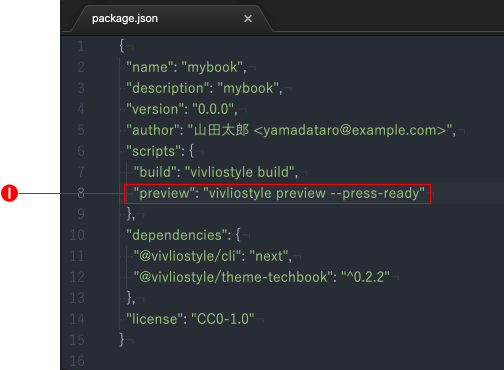 package.json ×
1 {¬
2 "name": "mybook",¬
3 "description": "mybook",¬
4 "version": "0.0.0",¬
5 "author": "山田太郎 <yamadataro@example.com>",¬
6 "scripts": {¬
7 "build": "vivliostyle build",¬
1 8 "preview": "vivliostyle preview --press-ready"¬
9 },¬
10 "dependencies": {¬
11 "@vivliostyle/cli": "next",¬
12 "@vivliostyle/theme-techbook": "^0.2.2"¬
13 },¬
14 "license": "CC0-1.0"¬
15 }¬
16